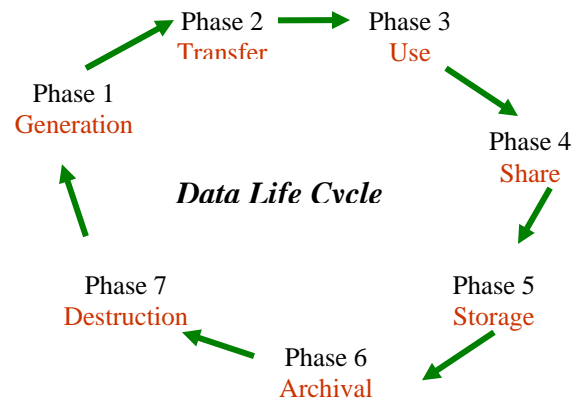 Phase 1
Generation
Phase 2
Transfer
Phase 3
Use
Phase 4
Share
Phase 5
Storage
Phase 6
Archival
Phase 7
Destruction
Data Life Cycle